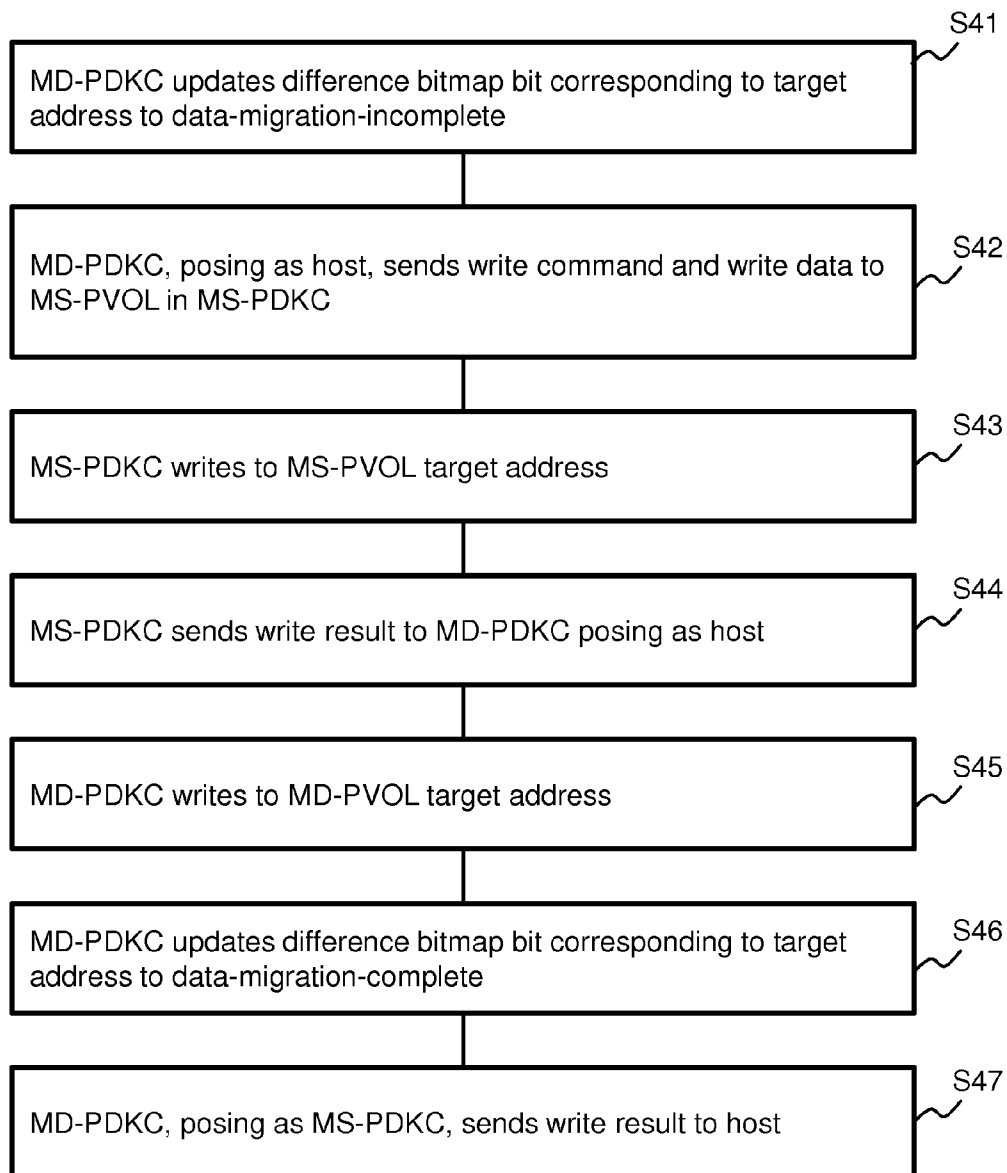 S41
MD-PDKC updates difference bitmap bit corresponding to target
address to data-migration-incomplete
S42
MD-PDKC, posing as host, sends write command and write data to
MS-PVOL in MS-PDKC
S43
MS-PDKC writes to MS-PVOL target address
S44
MS-PDKC sends write result to MD-PDKC posing as host
S45
MD-PDKC writes to MD-PVOL target address
S46
MD-PDKC updates difference bitmap bit corresponding to target
address to data-migration-complete
S47
MD-PDKC, posing as MS-PDKC, sends write result to host